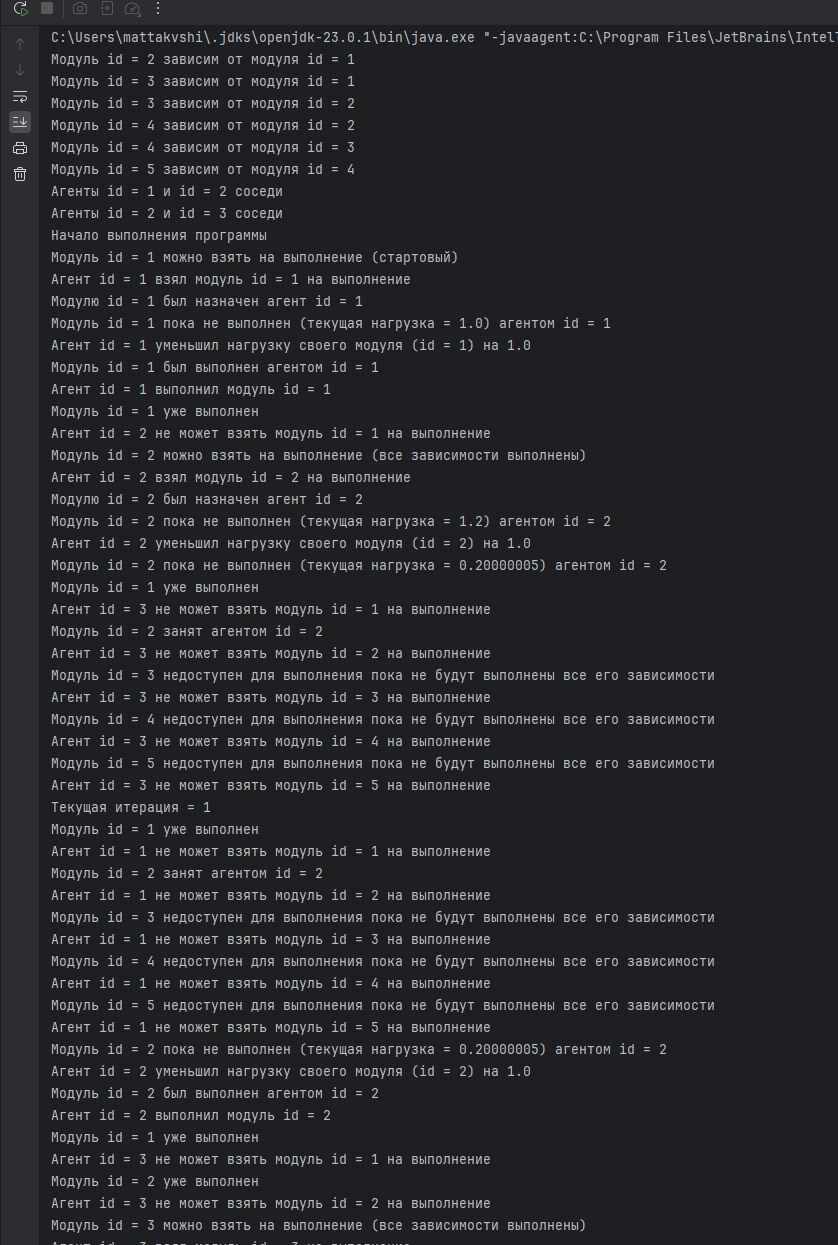 C:\Users\mattakvshi\.jdks\openjdk-23.0.1\bin\java.exe "-javaagent:C:\Program Files\JetBrains\Intel
Модуль id = 2 зависим от модуля id = 1
Модуль id = 3 зависим от модуля id = 1
Модуль id = 3 зависим от модуля id = 2
Модуль id = 4 зависим от модуля id = 2
Модуль id = 4 зависим от модуля id = 3
Модуль id = 5 зависим от модуля id = 4
Агенты id = 1 и id = 2 соседи
Агенты id = 2 и id = 3 соседи
Начало выполнения программы
Модуль id = 1 можно взять на выполнение (стартовый)
Агент id = 1 взял модуль id = 1 на выполнение
Модулю id = 1 был назначен агент id = 1
Модуль id = 1 пока не выполнен (текущая нагрузка = 1.0) агентом id = 1
Агент id = 1 уменьшил нагрузку своего модуля (id = 1) на 1.0
Модуль id = 1 был выполнен агентом id = 1
Агент id = 1 выполнил модуль id = 1
Модуль id = 1 уже выполнен
Агент id = 2 не может взять модуль id = 1 на выполнение
Модуль id = 2 можно взять на выполнение (все зависимости выполнены)
Агент id = 2 взял модуль id = 2 на выполнение
Модулю id = 2 был назначен агент id = 2
Модуль id = 2 пока не выполнен (текущая нагрузка = 1.2) агентом id = 2
Агент id = 2 уменьшил нагрузку своего модуля (id = 2) на 1.0
Модуль id = 2 пока не выполнен (текущая нагрузка = 0.20000005) агентом id = 2
Модуль id = 1 уже выполнен
Агент id = 3 не может взять модуль id = 1 на выполнение
Модуль id = 2 занят агентом id = 2
Агент id = 3 не может взять модуль id = 2 на выполнение
Модуль id = 3 недоступен для выполнения пока не будут выполнены все его зависимости
Агент id = 3 не может взять модуль id = 3 на выполнение
Модуль id = 4 недоступен для выполнения пока не будут выполнены все его зависимости
Агент id = 3 не может взять модуль id = 4 на выполнение
Модуль id = 5 недоступен для выполнения пока не будут выполнены все его зависимости
Агент id = 3 не может взять модуль id = 5 на выполнение
Текущая итерация = 1
Модуль id = 1 уже выполнен
Агент id = 1 не может взять модуль id = 1 на выполнение
Модуль id = 2 занят агентом id = 2
Агент id = 1 не может взять модуль id = 2 на выполнение
Модуль id = 3 недоступен для выполнения пока не будут выполнены все его зависимости
Агент id = 1 не может взять модуль id = 3 на выполнение
Модуль id = 4 недоступен для выполнения пока не будут выполнены все его зависимости
Агент id = 1 не может взять модуль id = 4 на выполнение
Модуль id = 5 недоступен для выполнения пока не будут выполнены все его зависимости
Агент id = 1 не может взять модуль id = 5 на выполнение
Модуль id = 2 пока не выполнен (текущая нагрузка = 0.20000005) агентом id = 2
Агент id = 2 уменьшил нагрузку своего модуля (id = 2) на 1.0
Модуль id = 2 был выполнен агентом id = 2
Агент id = 2 выполнил модуль id = 2
Модуль id = 1 уже выполнен
Агент id = 3 не может взять модуль id = 1 на выполнение
Модуль id = 2 уже выполнен
Агент id = 3 не может взять модуль id = 2 на выполнение
Модуль id = 3 можно взять на выполнение (все зависимости выполнены)